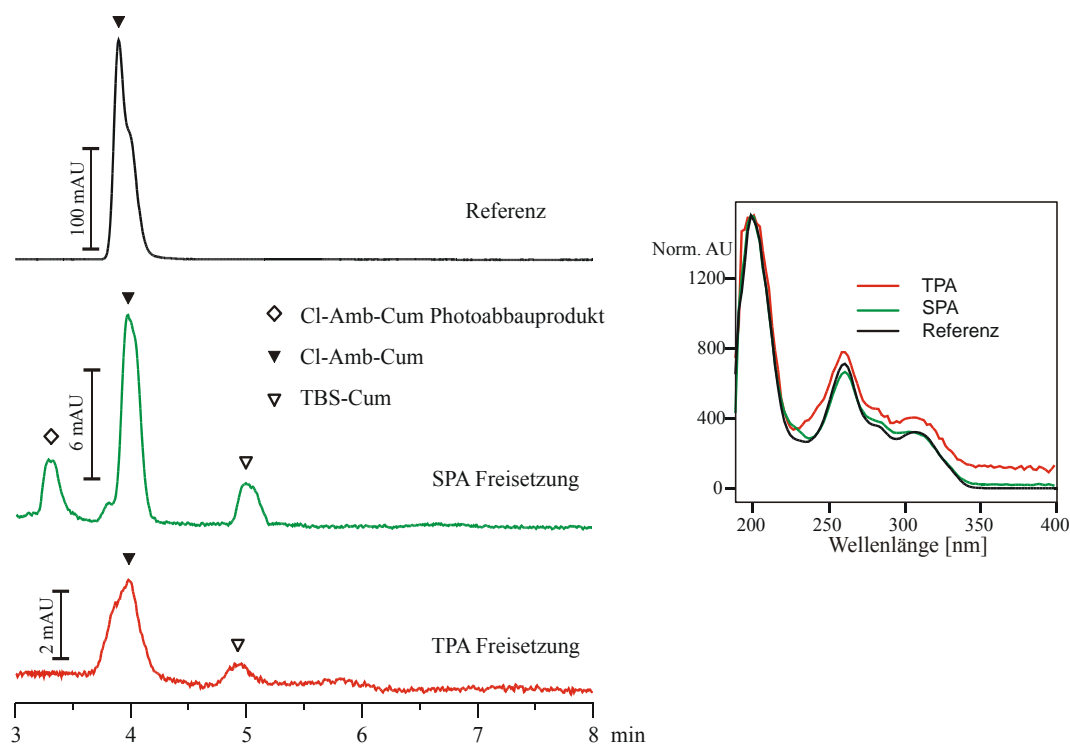 100 mAU
Referenz
Cl-Amb-Cum Photoabbauprodukt
Cl-Amb-Cum
TBS-Cum
6 mAU
SPA Freisetzung
2 mAU
TPA Freisetzung
3 4 5 6 7 8 min
Norm. AU
1200
800
400
0
TPA
SPA
Referenz
200 250 300 350 400
Wellenlänge [nm]